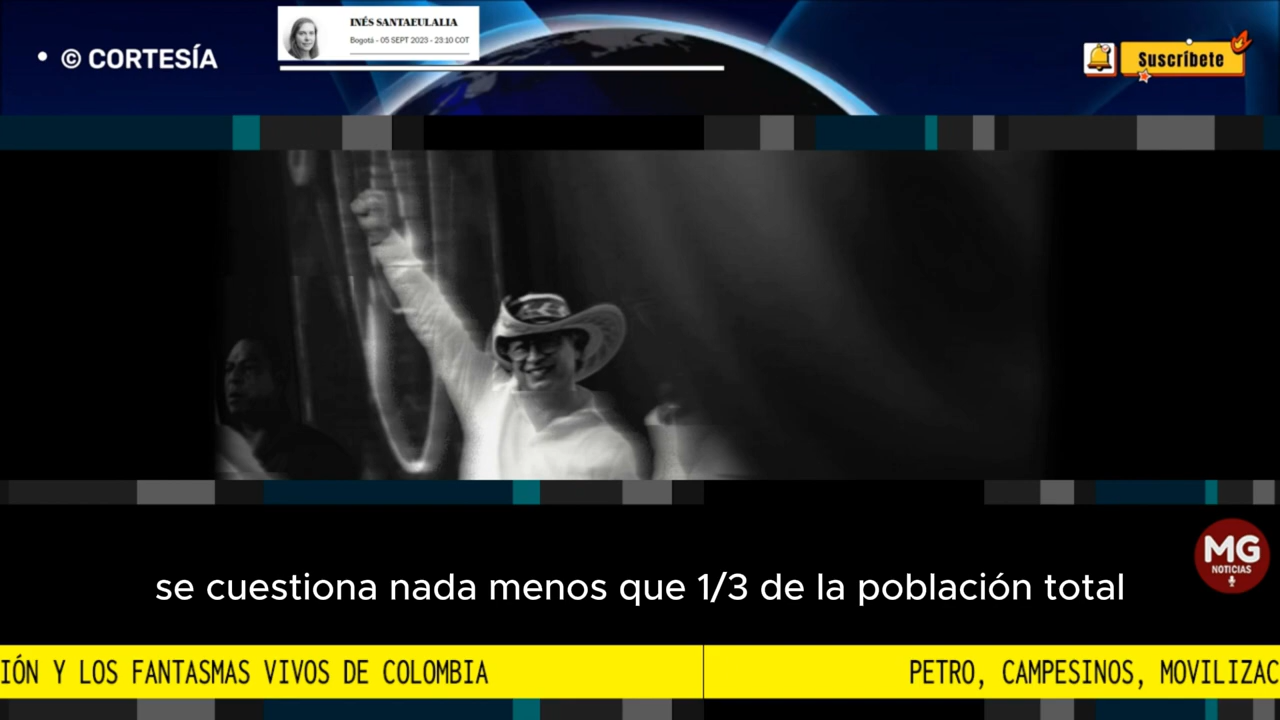 • © CORTESÍA
INÉS SANTAEULALIA
Bogotá - 05 SEPT 2023 - 23:10 COT
Suscríbete
MG
NOTICIAS
se cuestiona nada menos que 1/3 de la población total
IÓN Y LOS FANTASMAS VIVOS DE COLOMBIA
PETRO, CAMPESINOS, MOVILIZAC